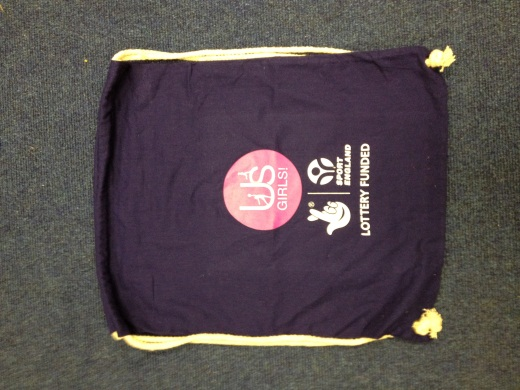 US
GIRLS!
®
SPORT
ENGLAND
LOTTERY FUNDED